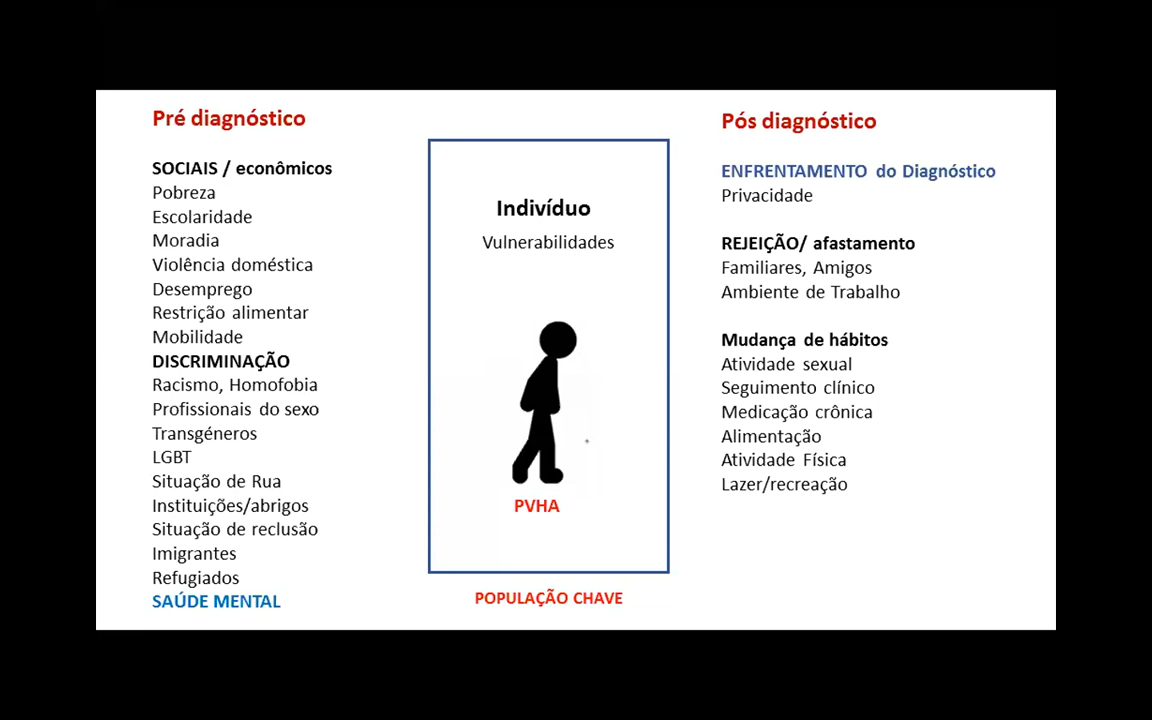 Pré diagnóstico
SOCIAIS / econômicos
Pobreza
Escolaridade
Moradia
Violência doméstica
Desemprego
Restrição alimentar
Mobilidade
DISCRIMINAÇÃO
Racismo, Homofobia
Profissionais do sexo
Transgéneros
LGBT
Situação de Rua
Instituições/abrigos
Situação de reclusão
Imigrantes
Refugiados
SAÚDE MENTAL
Indivíduo
Vulnerabilidades
PVHA
POPULAÇÃO CHAVE
Pós diagnóstico
ENFRENTAMENTO do Diagnóstico
Privacidade
REJEIÇÃO/ afastamento
Familiares, Amigos
Ambiente de Trabalho
Mudança de hábitos
Atividade sexual
Seguimento clínico
Medicação crônica
Alimentação
Atividade Física
Lazer/recreação